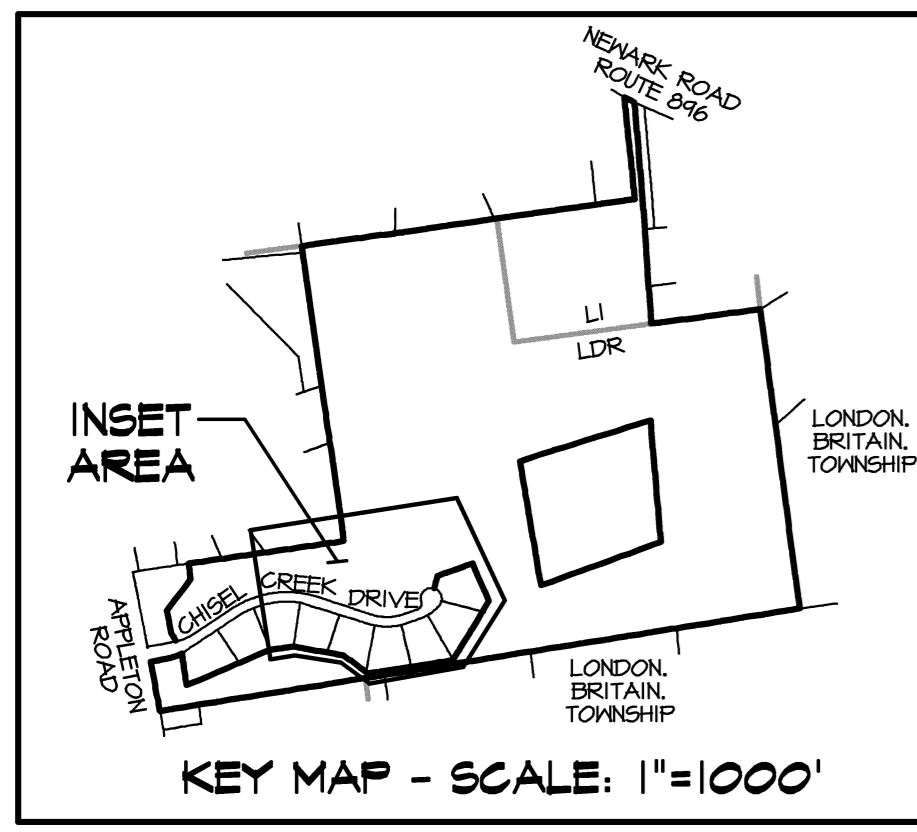 NEWARK ROAD
ROUTE 896
LI
LDR
INSET
AREA
LONDON.
BRITAIN.
TOWNSHIP
CHISEL CREEK DRIVE
APPLETON
ROAD
LONDON.
BRITAIN.
TOWNSHIP
KEY MAP - SCALE: 1"=1000'